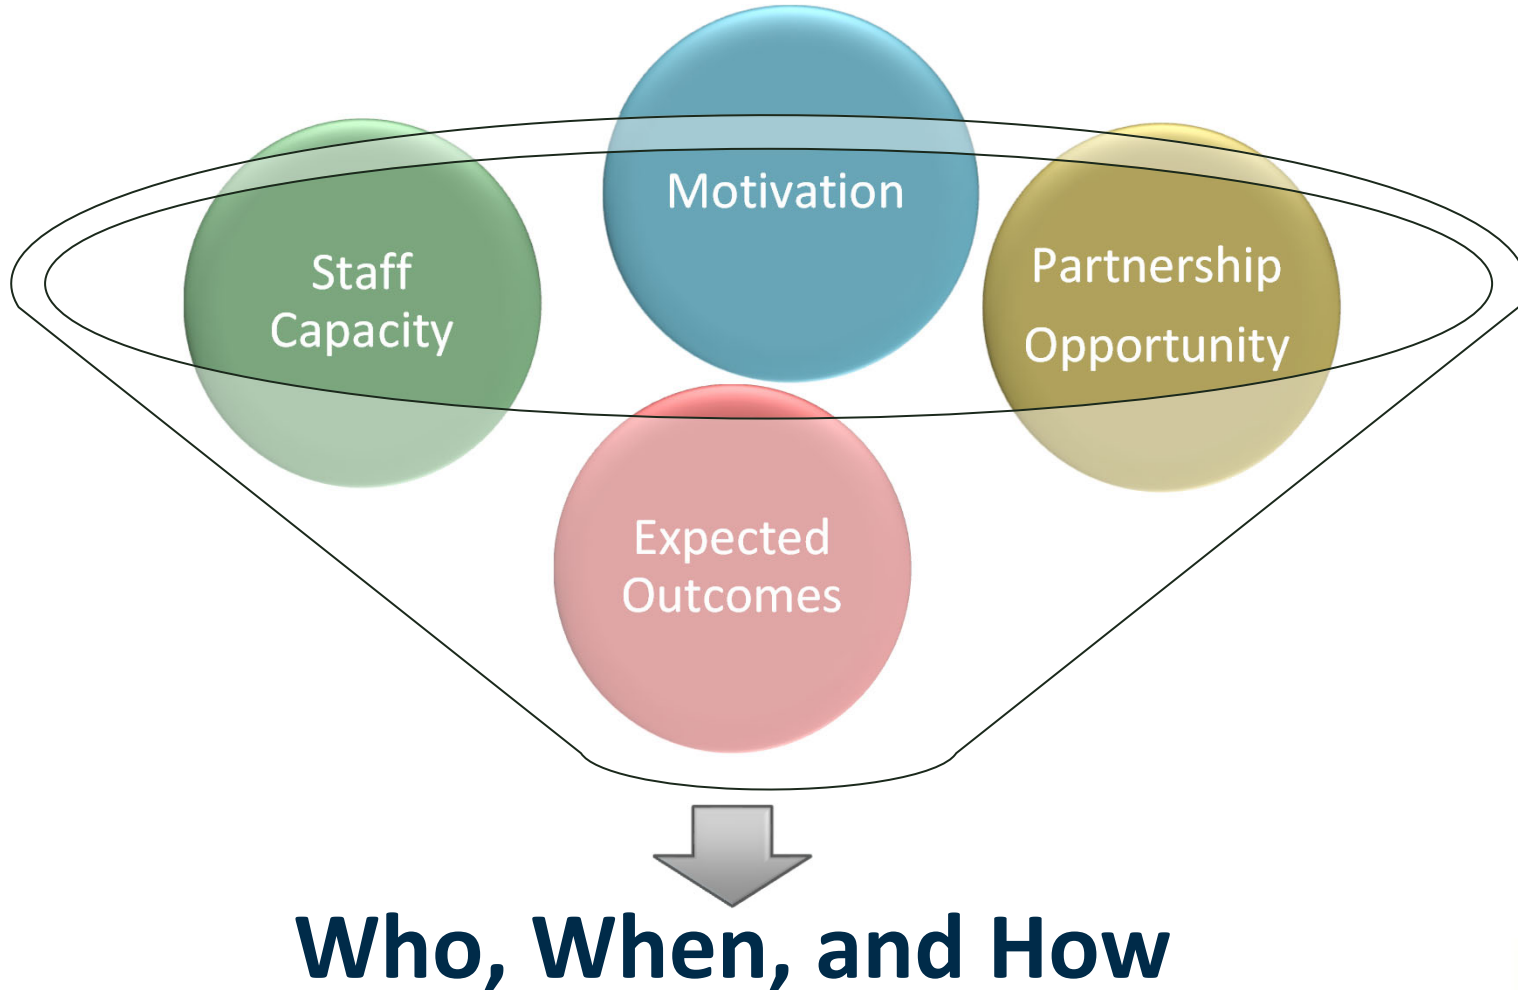 Motivation
Staff
Capacity
Partnership
Opportunity
Expected
Outcomes
Who, When, and How